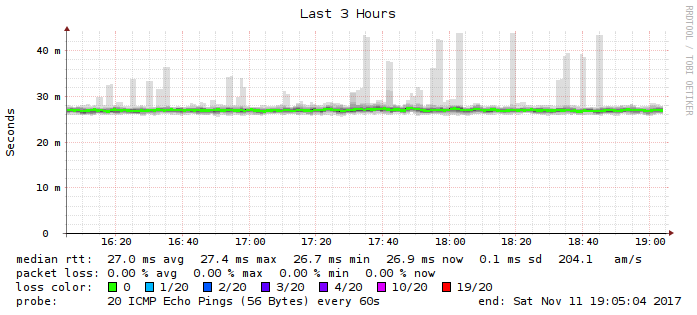 Last 3 Hours
RRDTOOL / TOBI OETIKER
Seconds
40 m
30 m
20 m
10 m
0
16:20 16:40 17:00 17:20 17:40 18:00 18:20 18:40 19:00
median rtt: 27.0 ms avg 27.4 ms max 26.7 ms min 26.9 ms now 0.1 ms sd 204.1 am/s
packet loss: 0.00 % avg 0.00 % max 0.00 % min 0.00 % now
loss color: 0 1/20 2/20 3/20 4/20 10/20 19/20
probe: 20 ICMP Echo Pings (56 Bytes) every 60s end: Sat Nov 11 19:05:04 2017